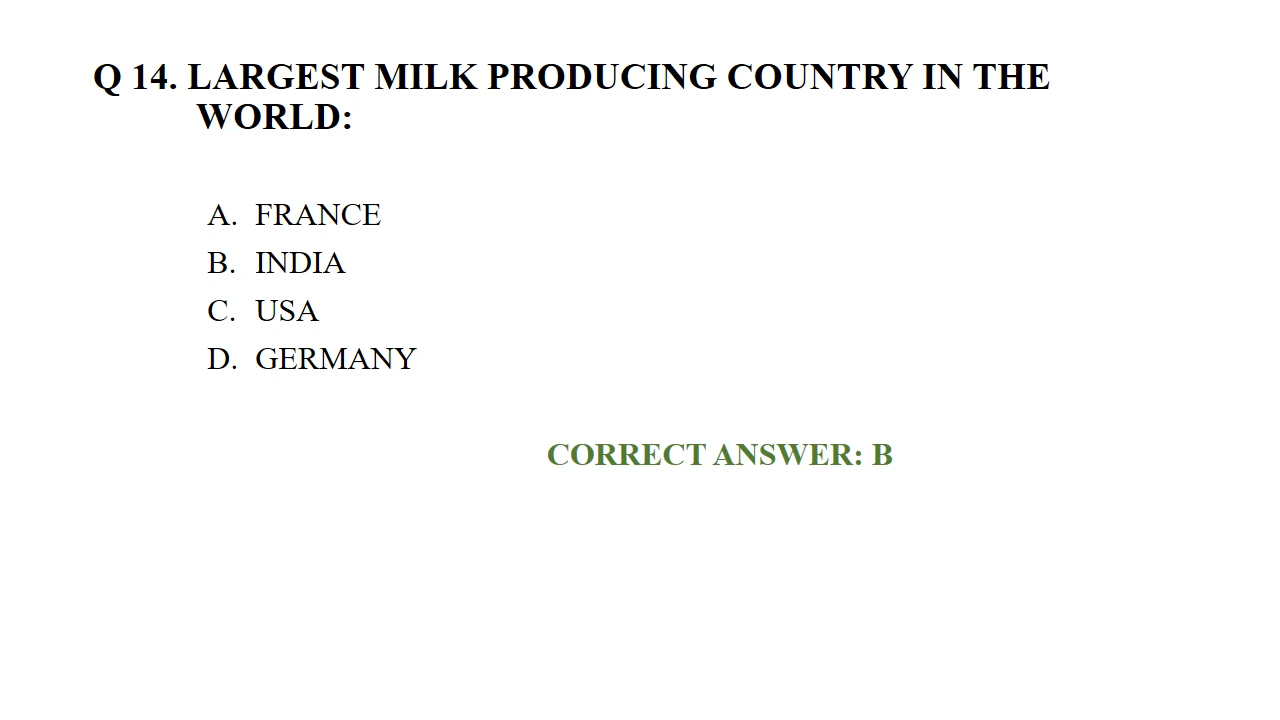 Q 14. LARGEST MILK PRODUCING COUNTRY IN THE
WORLD:
A. FRANCE
B. INDIA
C. USA
D. GERMANY
CORRECT ANSWER: B